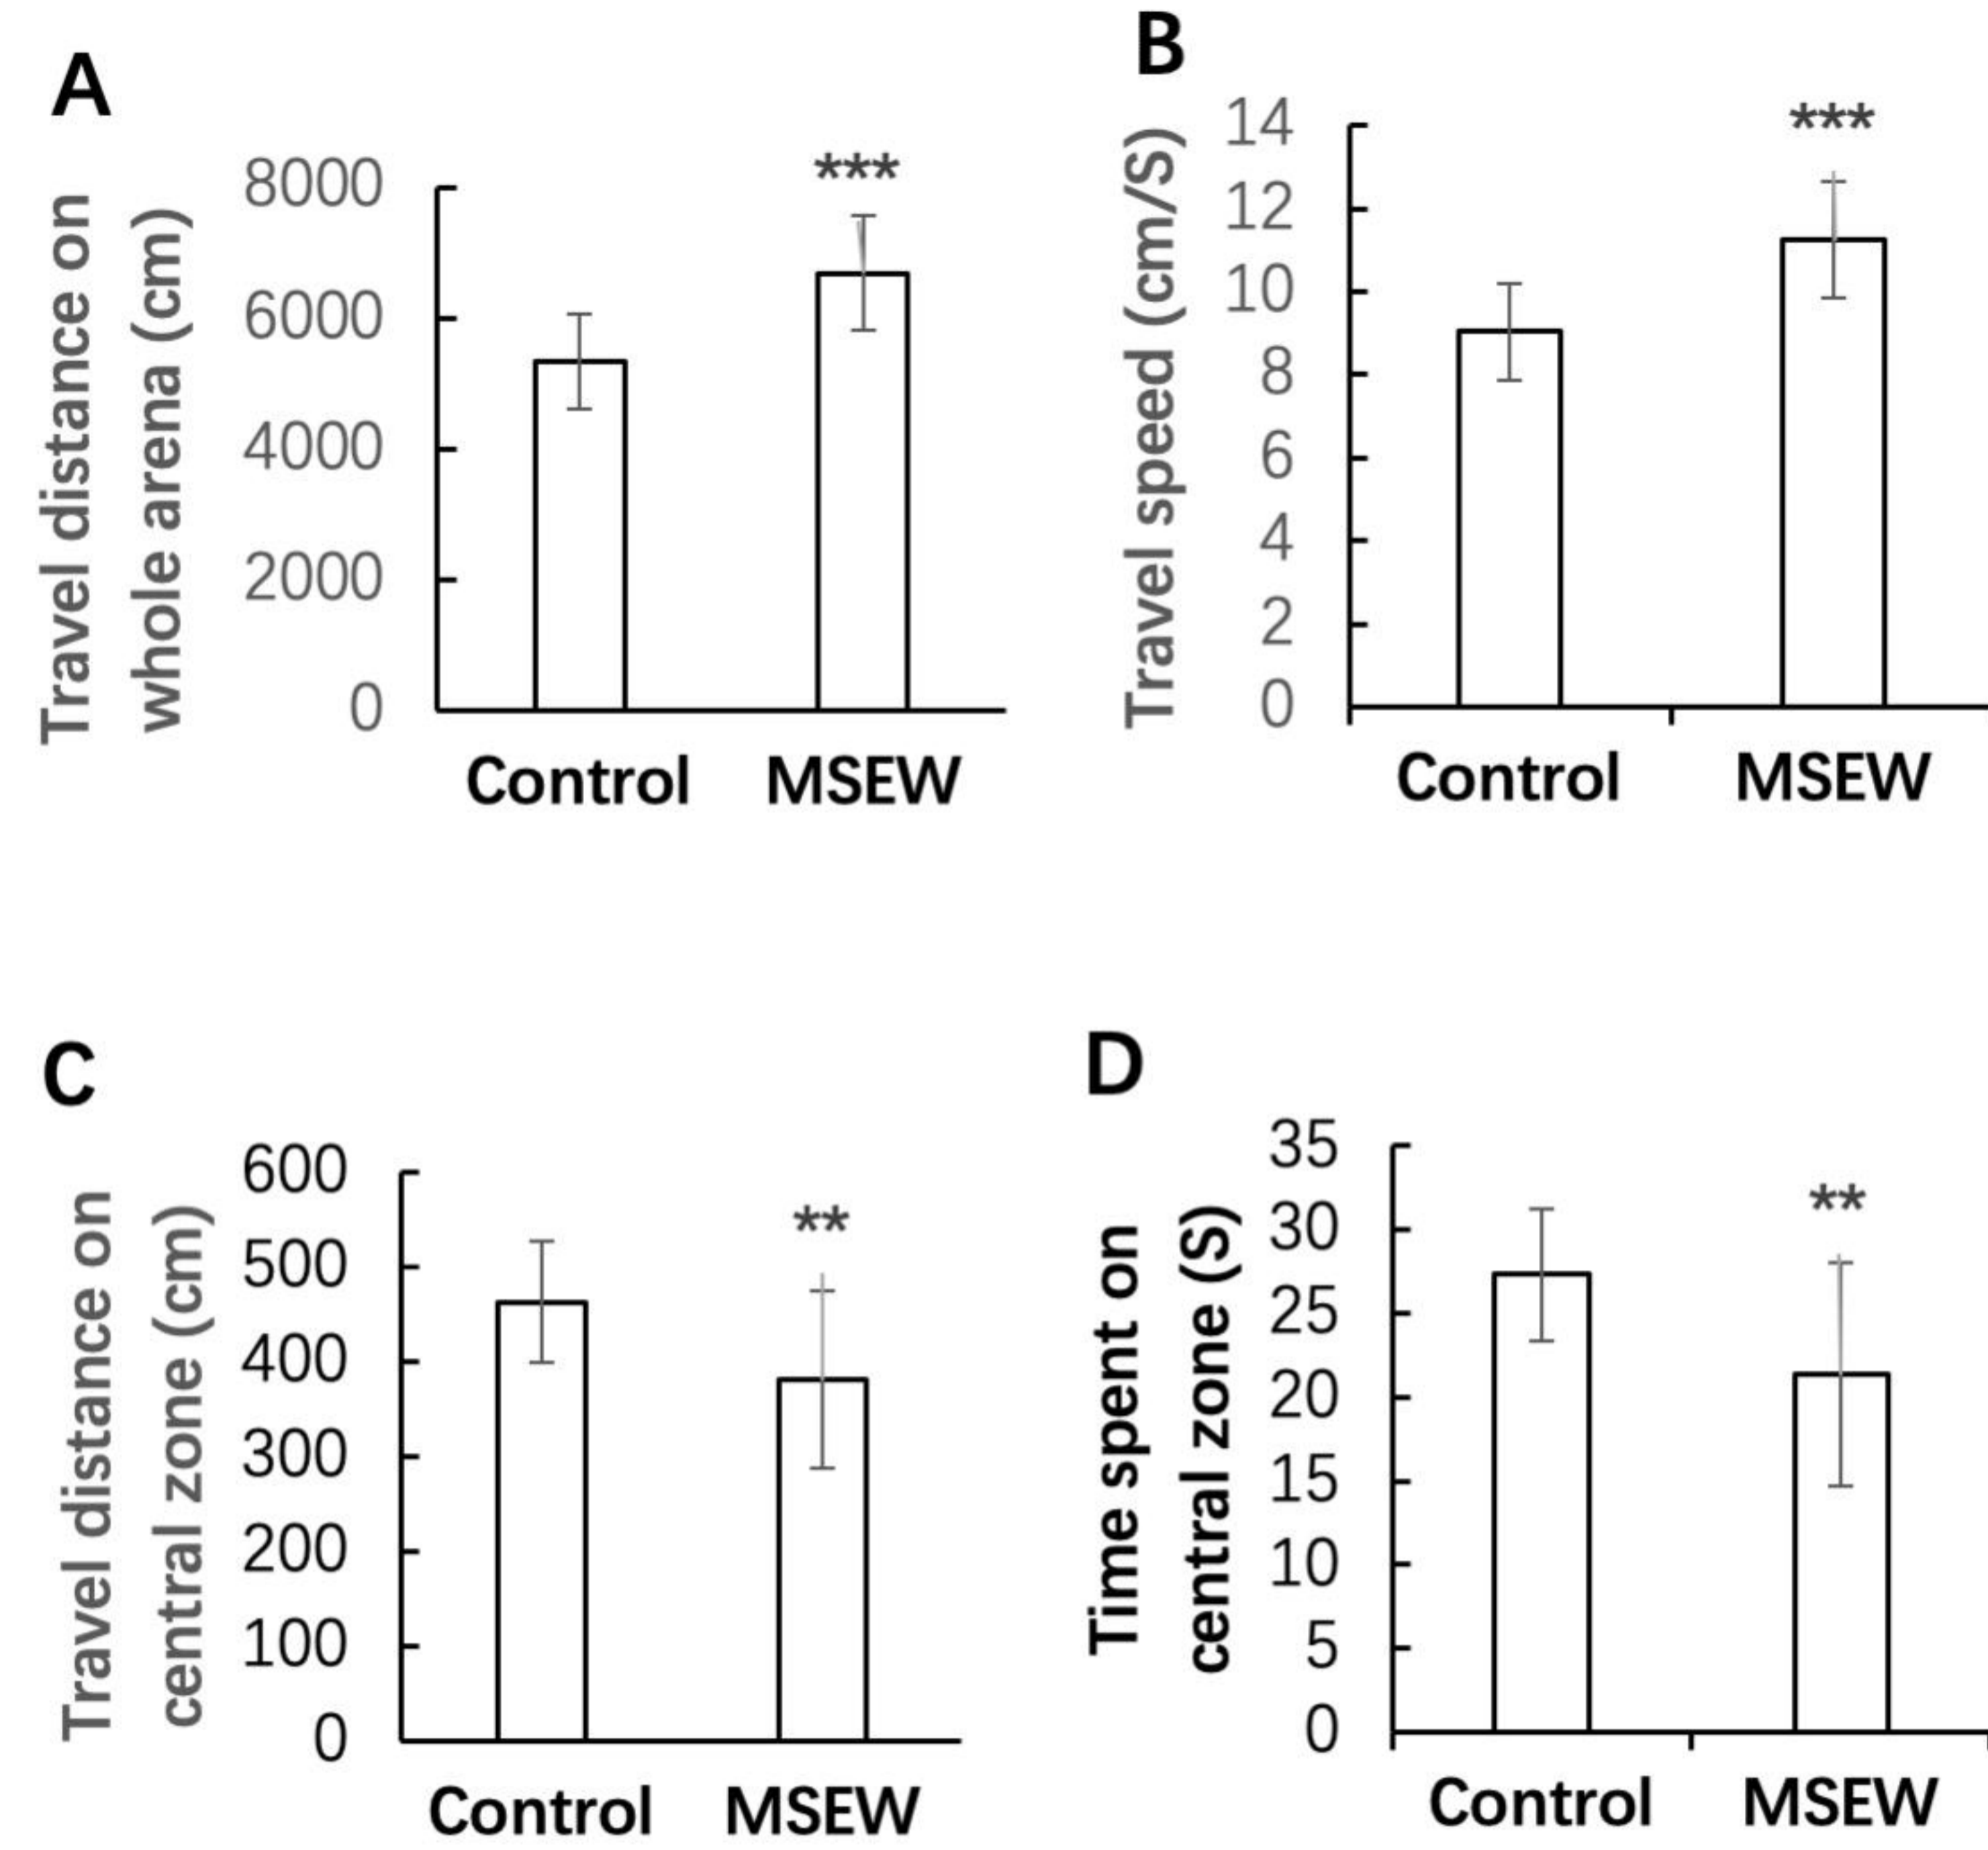 A
Travel distance on
whole arena (cm)
8000
6000
4000
2000
0
***
Control MSEW
B
Travel speed (cm/S)
14
12
10
8
6
4
2
0
***
Control MSEW
C
Travel distance on
central zone (cm)
600
500
400
300
200
100
0
**
Control MSEW
D
Time spent on
central zone (S)
35
30
25
20
15
10
5
0
**
Control MSEW